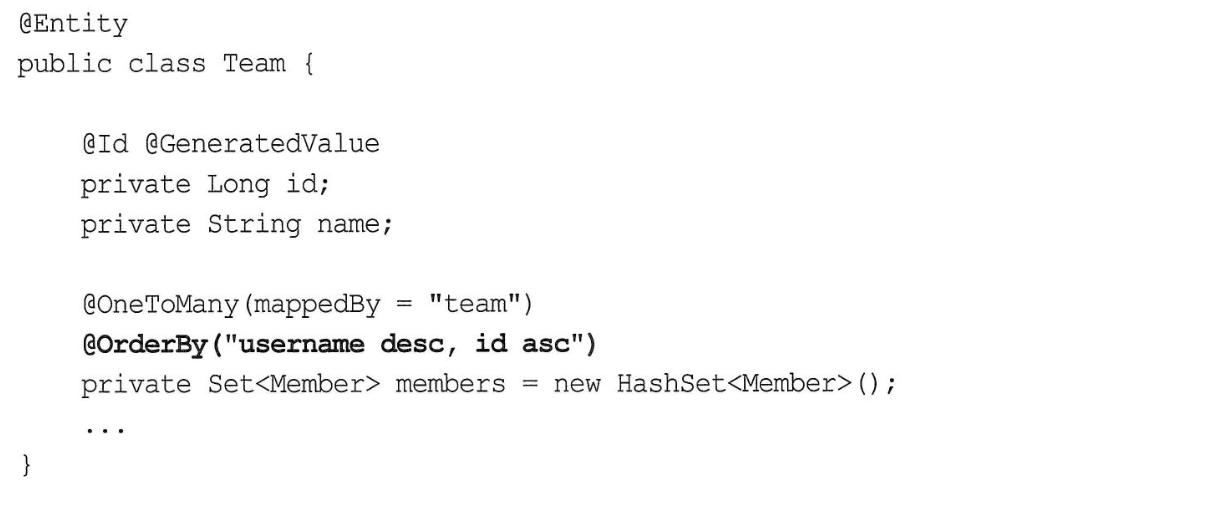 @Entity
public class Team {
@Id @GeneratedValue
private Long id;
private String name;
@OneToMany(mappedBy = "team")
@OrderBy("username desc, id asc")
private Set<Member> members = new HashSet<Member>();
...
}